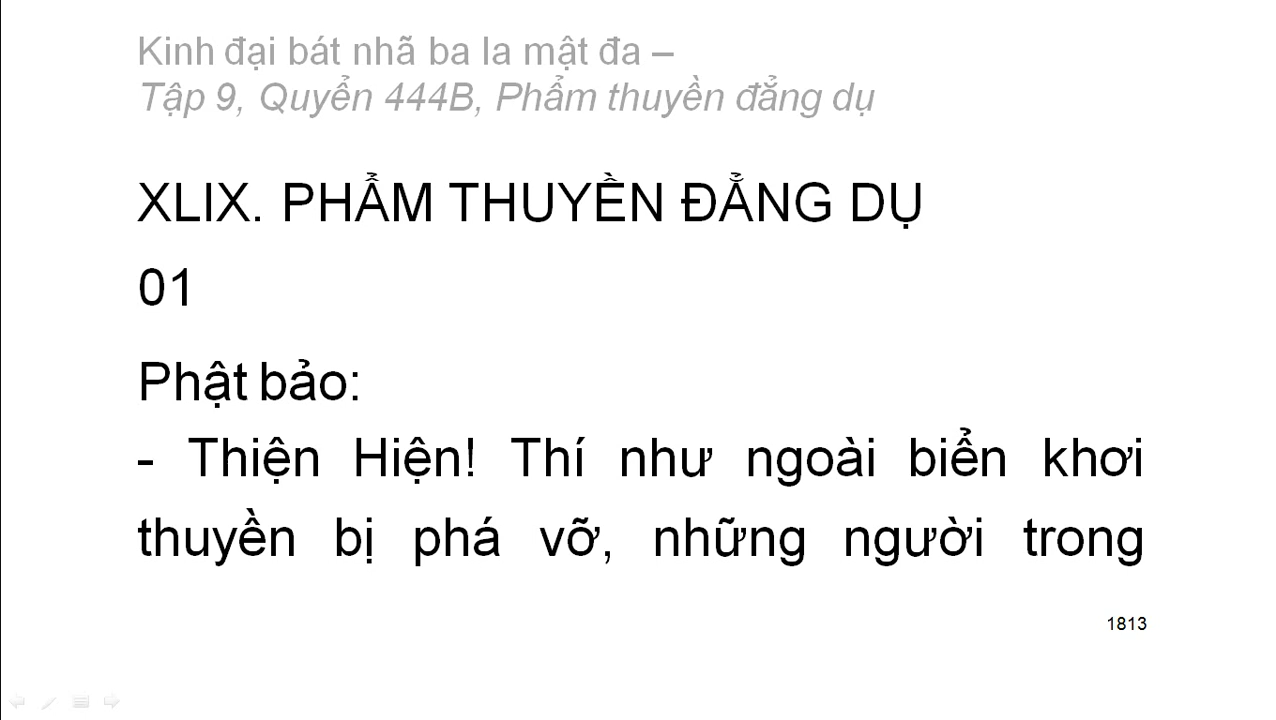 Kinh đại bát nhã ba la mật đa –
Tập 9, Quyển 444B, Phẩm thuyền đẳng dụ
XLIX. PHẨM THUYỀN ĐẲNG DỤ
01
Phật bảo:
- Thiện Hiện! Thí như ngoài biển khơi
thuyền bị phá vỡ, những người trong
1813